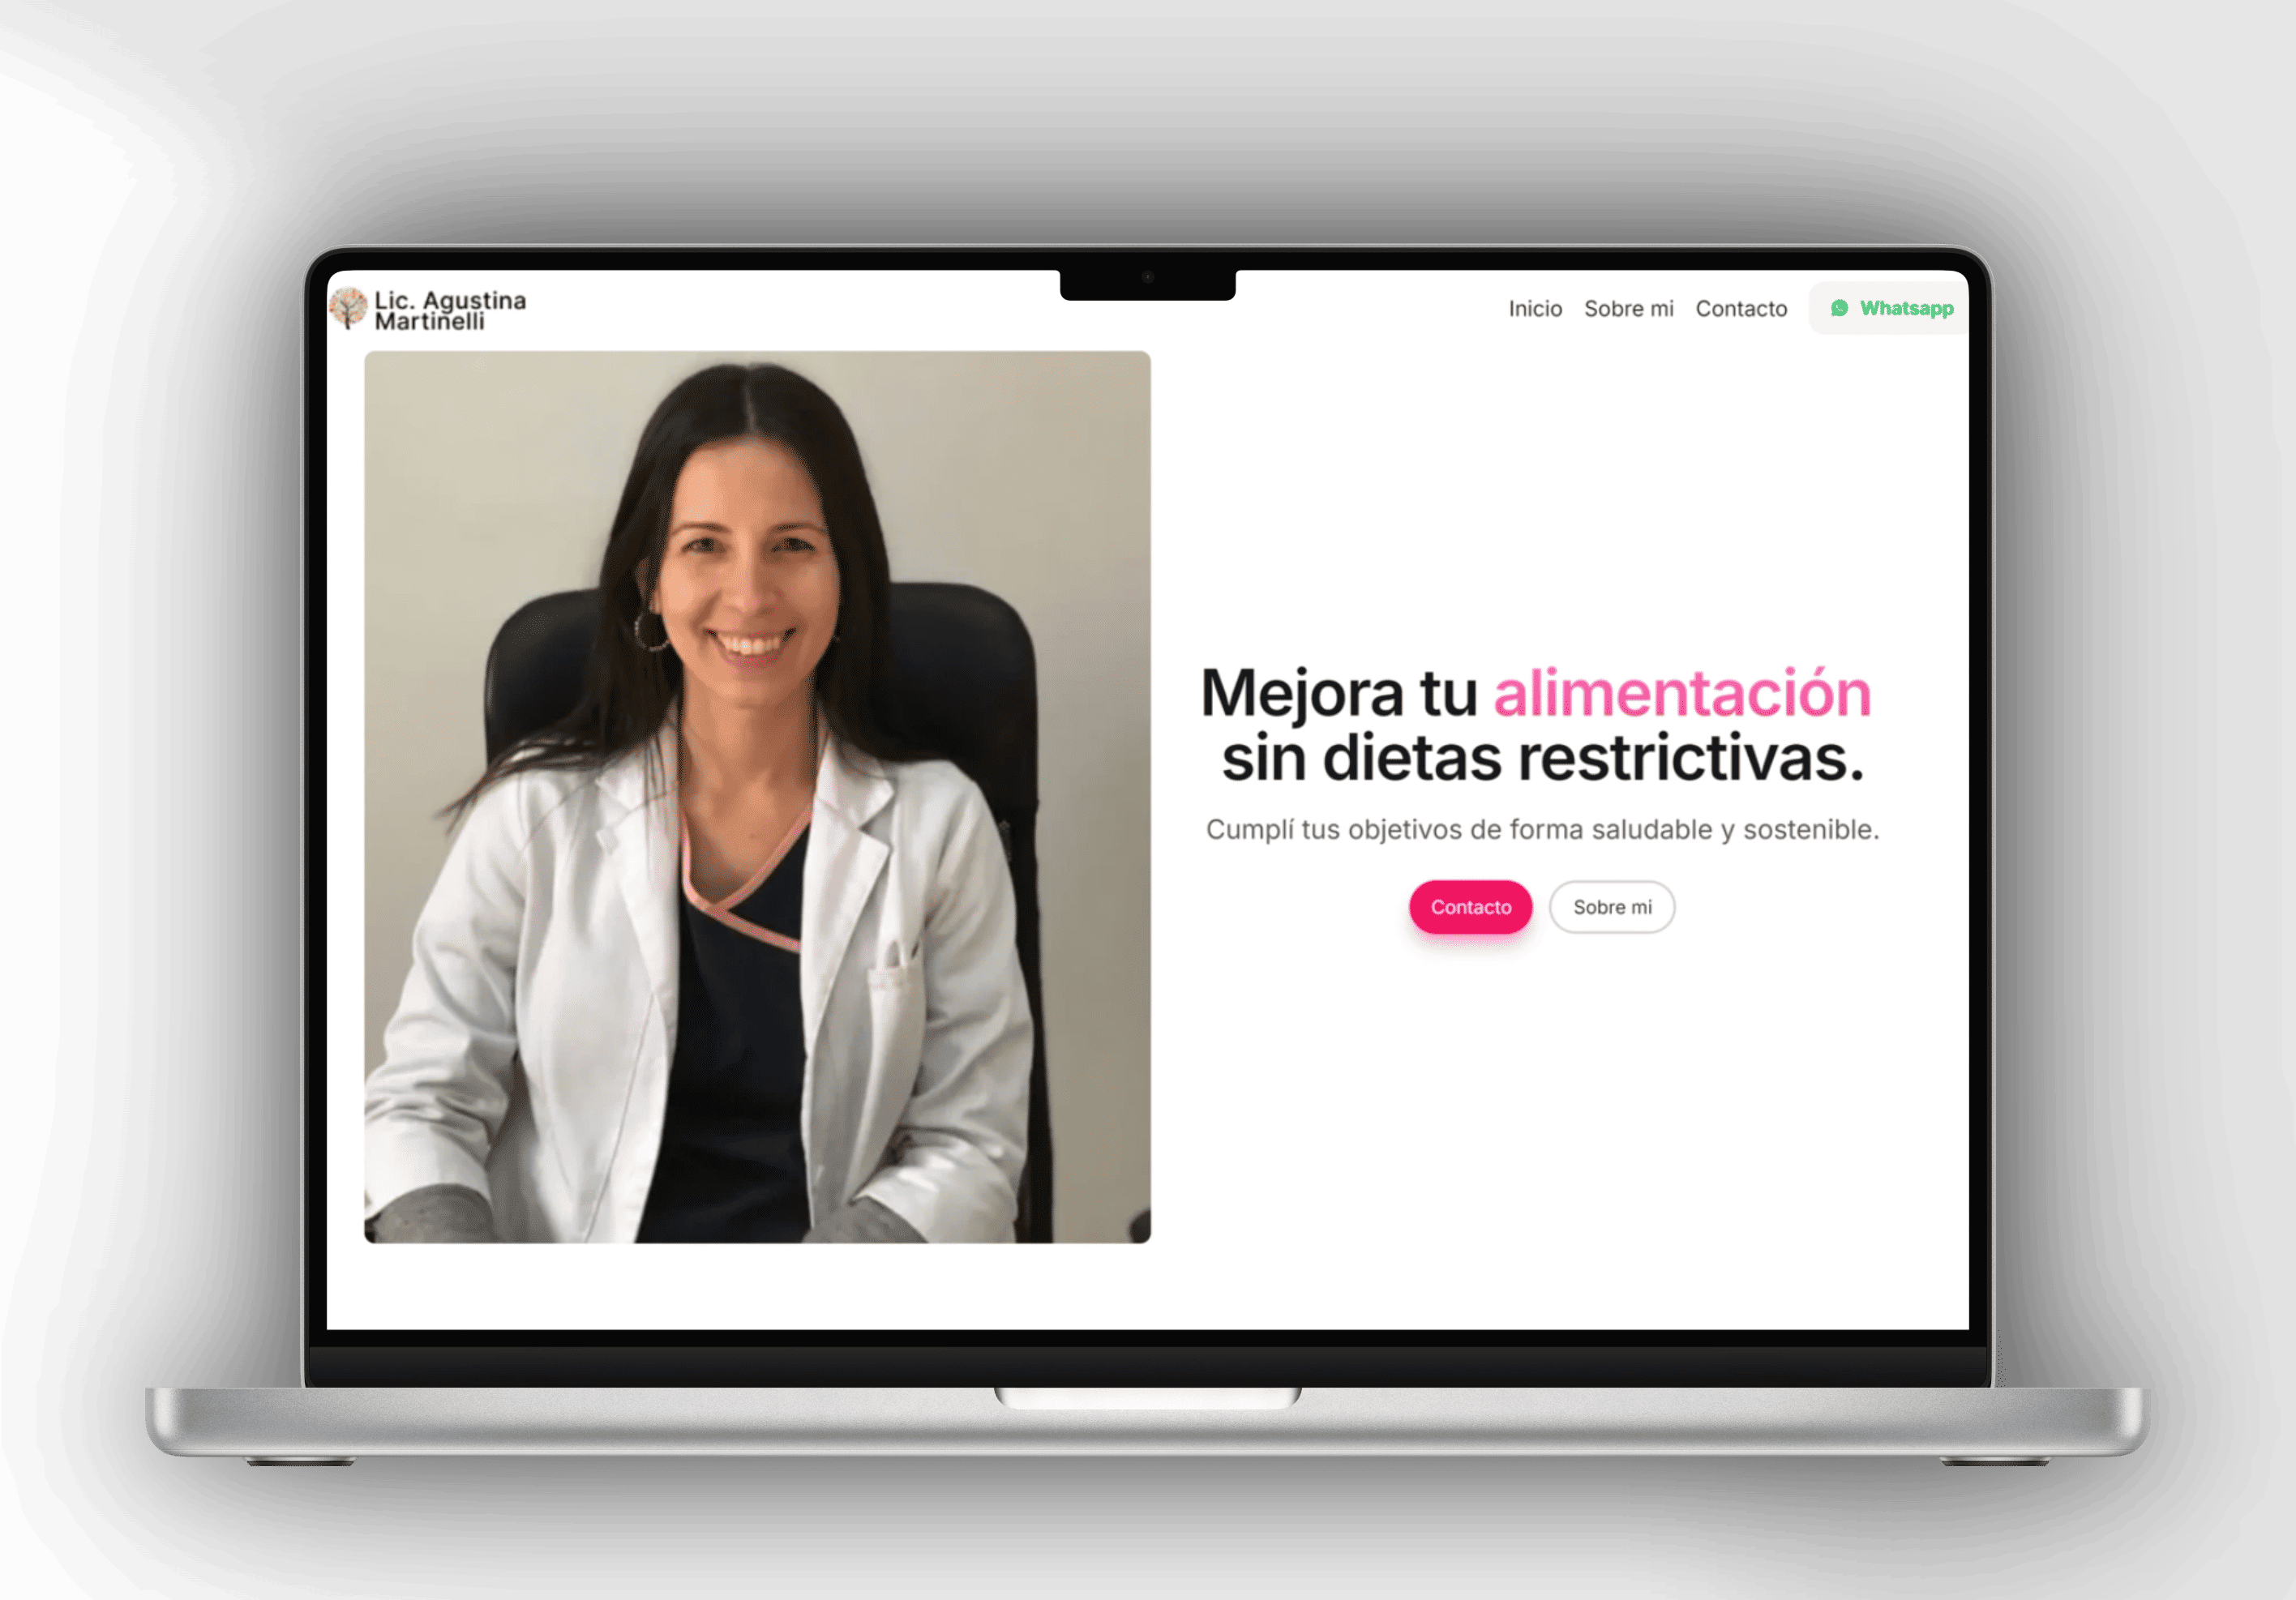 Lic. Agustina
Martinelli
Inicio Sobre mi Contacto Whatsapp
Mejora tu alimentación
sin dietas restrictivas.
Cumplí tus objetivos de forma saludable y sostenible.
Contacto Sobre mi